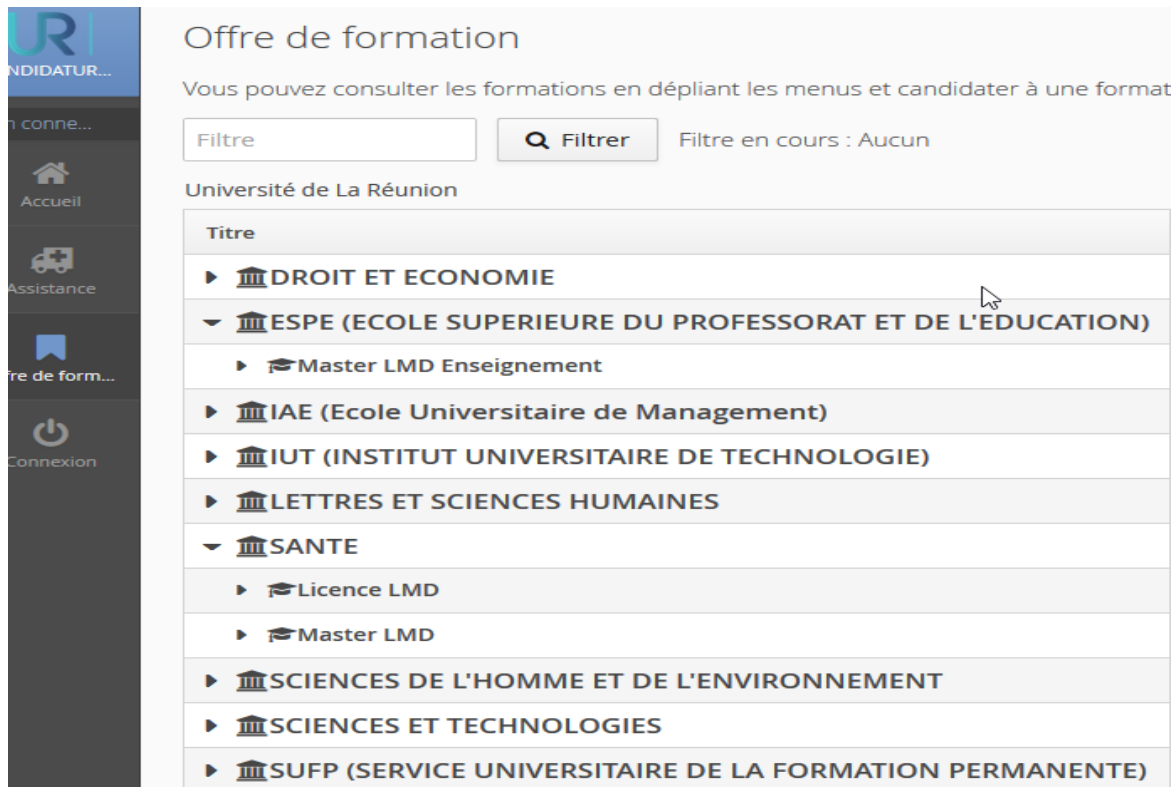 UR
NDIDATUR...
n conne...
Accueil
Assistance
fre de form...
Connexion
Offre de formation
Vous pouvez consulter les formations en dépliant les menus et candidater à une format
Filtre
Filtrer
Filtre en cours : Aucun
Université de La Réunion
Titre
DROIT ET ECONOMIE
ESPE (ECOLE SUPERIEURE DU PROFESSORAT ET DE L'EDUCATION)
Master LMD Enseignement
IAE (Ecole Universitaire de Management)
IUT (INSTITUT UNIVERSITAIRE DE TECHNOLOGIE)
LETTRES ET SCIENCES HUMAINES
SANTE
Licence LMD
Master LMD
SCIENCES DE L'HOMME ET DE L'ENVIRONNEMENT
SCIENCES ET TECHNOLOGIES
SUFP (SERVICE UNIVERSITAIRE DE LA FORMATION PERMANENTE)